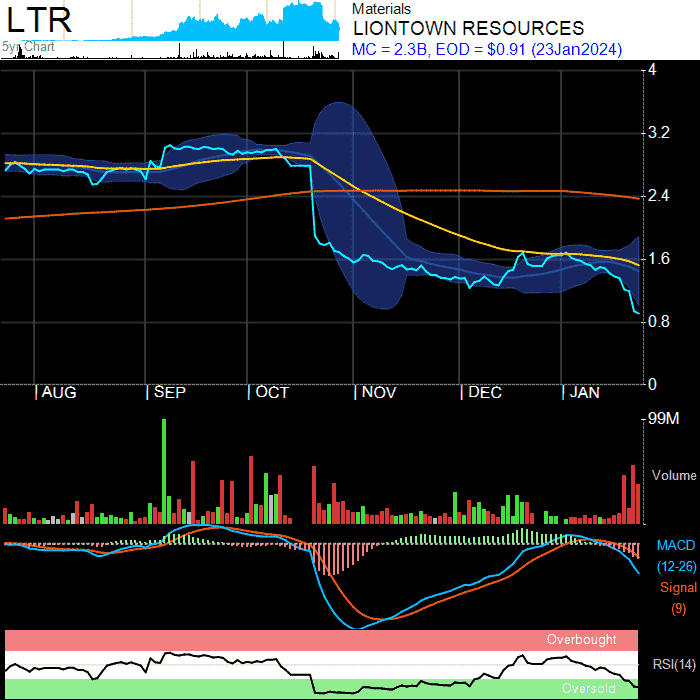 LTR
5yr Chart
Materials
LIONTOWN RESOURCES
MC = 2.3B, EOD = $0.91 (23Jan2024)
4
3.2
2.4
1.6
0.8
0
AUG
SEP
OCT
NOV
DEC
JAN
99M
Volume
MACD
(12-26)
Signal
(9)
Overbought
RSI(14)
Oversold